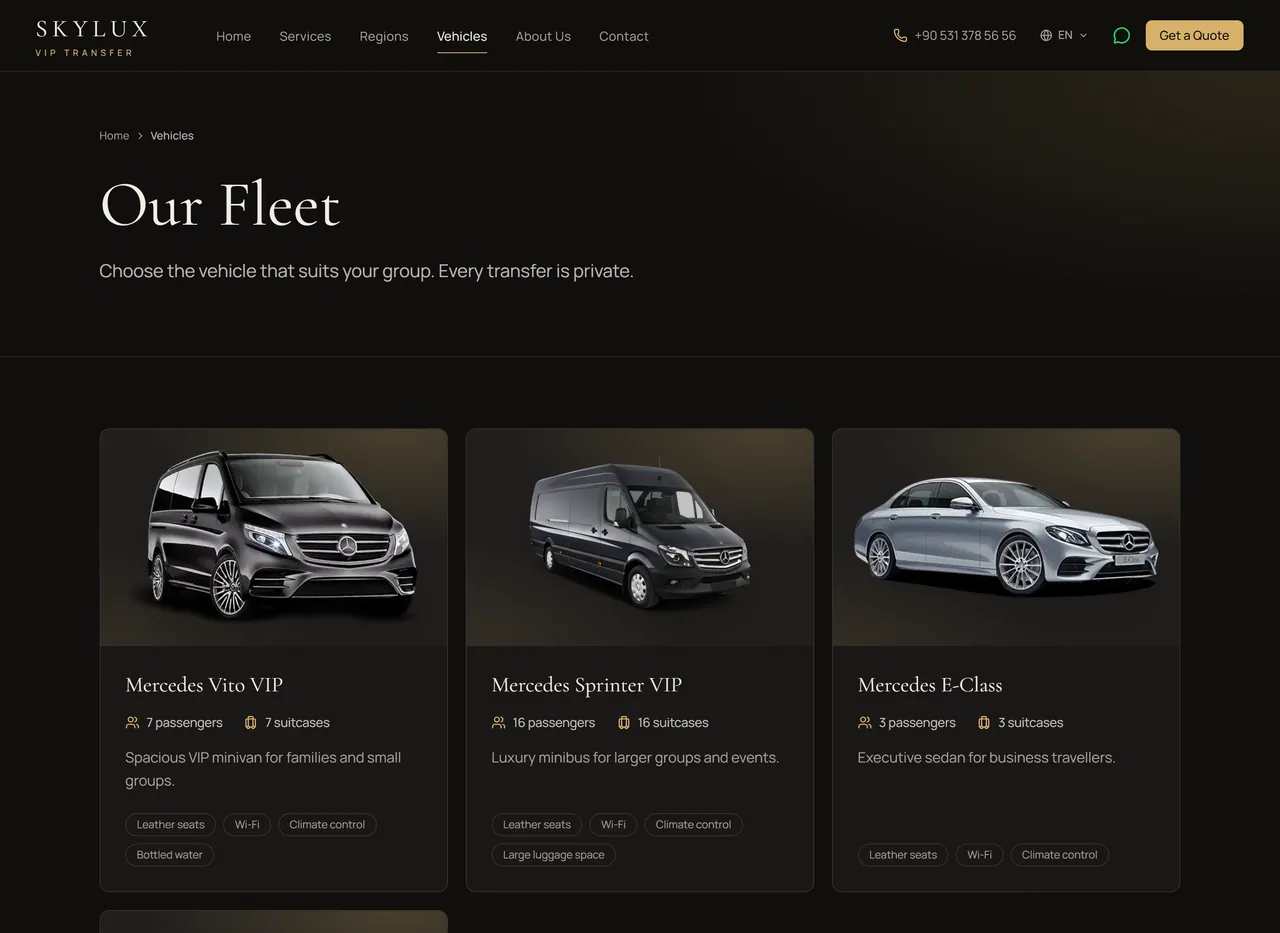 SKYLUX
VIP TRANSFER
Home Services Regions Vehicles About Us Contact
+90 531 378 56 56
EN
Get a Quote
Home > Vehicles
Our Fleet
Choose the vehicle that suits your group. Every transfer is private.
Mercedes Vito VIP
7 passengers 7 suitcases
Spacious VIP minivan for families and small
groups.
Leather seats Wi-Fi Climate control
Bottled water
Mercedes Sprinter VIP
16 passengers 16 suitcases
Luxury minibus for larger groups and events.
Leather seats Wi-Fi Climate control
Large luggage space
E-Class
Mercedes E-Class
3 passengers 3 suitcases
Executive sedan for business travellers.
Leather seats Wi-Fi Climate control